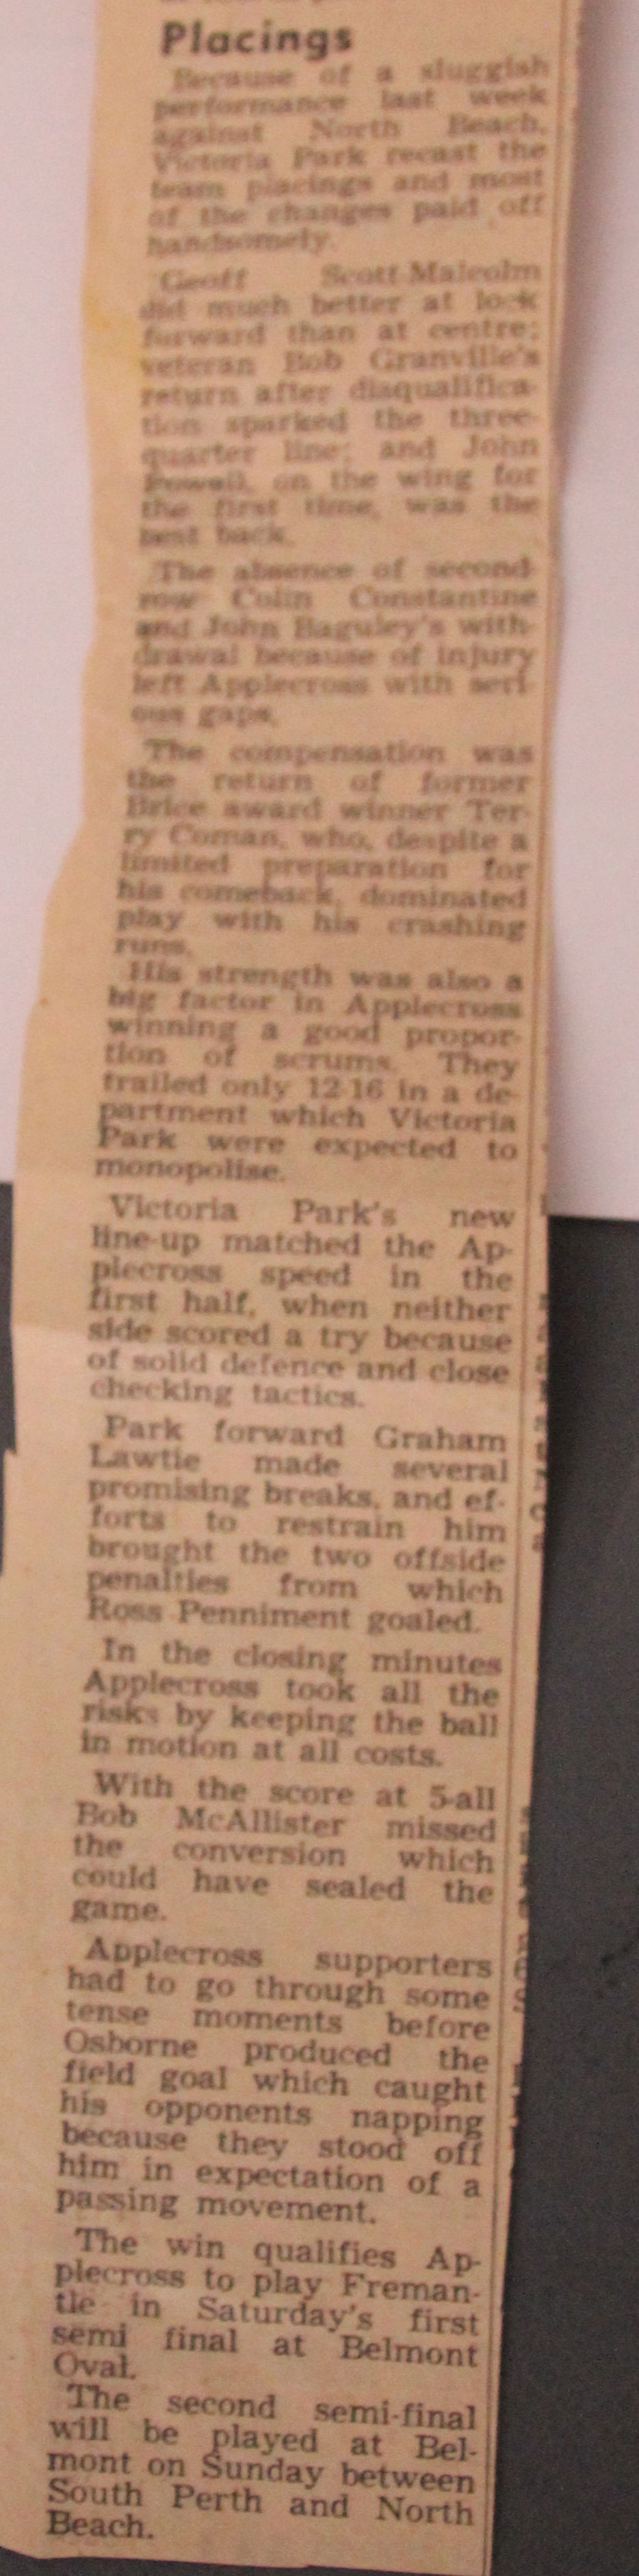 Placings
Because of a sluggish
performance last week
against North Beach,
Victoria Park recast the
team placings and most
of the changes paid off
handsomely.
Geoff Scott-Malcolm
did much better at lock
forward than at centre;
veteran Bob Granville's
return after disqualifica-
tion sparked the three-
quarter line; and John
Powell, on the wing for
the first time, was the
best back.
The absence of second-
row Colin Constantine
and John Baguley's with-
drawal because of injury
left Applecross with seri-
ous gaps.
The compensation was
the return of former
Brice award winner Ter-
ry Coman, who, despite a
limited preparation for
his comeback, dominated
play with his crashing
runs.
His strength was also a
big factor in Applecross
winning a good propor-
tion of scrums. They
trailed only 12-16 in a de-
partment which Victoria
Park were expected to
monopolise.
Victoria Park's new
line-up matched the Ap-
plecross speed in the
first half, when neither
side scored a try because
of solid defence and close
checking tactics.
Park forward Graham
Lawtie made several
promising breaks, and ef-
forts to restrain him
brought the two offside
penalties from which
Ross Penniment goaled.
In the closing minutes
Applecross took all the
risks by keeping the ball
in motion at all costs.
With the score at 5-all
Bob McAllister missed
the conversion which
could have sealed the
game.
Applecross supporters
had to go through some
tense moments before
Osborne produced the
field goal which caught
his opponents napping
because they stood off
him in expectation of a
passing movement.
The win qualifies Ap-
plecross to play Freman-
tle in Saturday's first
semi final at Belmont
Oval.
The second semi-final
will be played at Bel-
mont on Sunday between
South Perth and North
Beach.